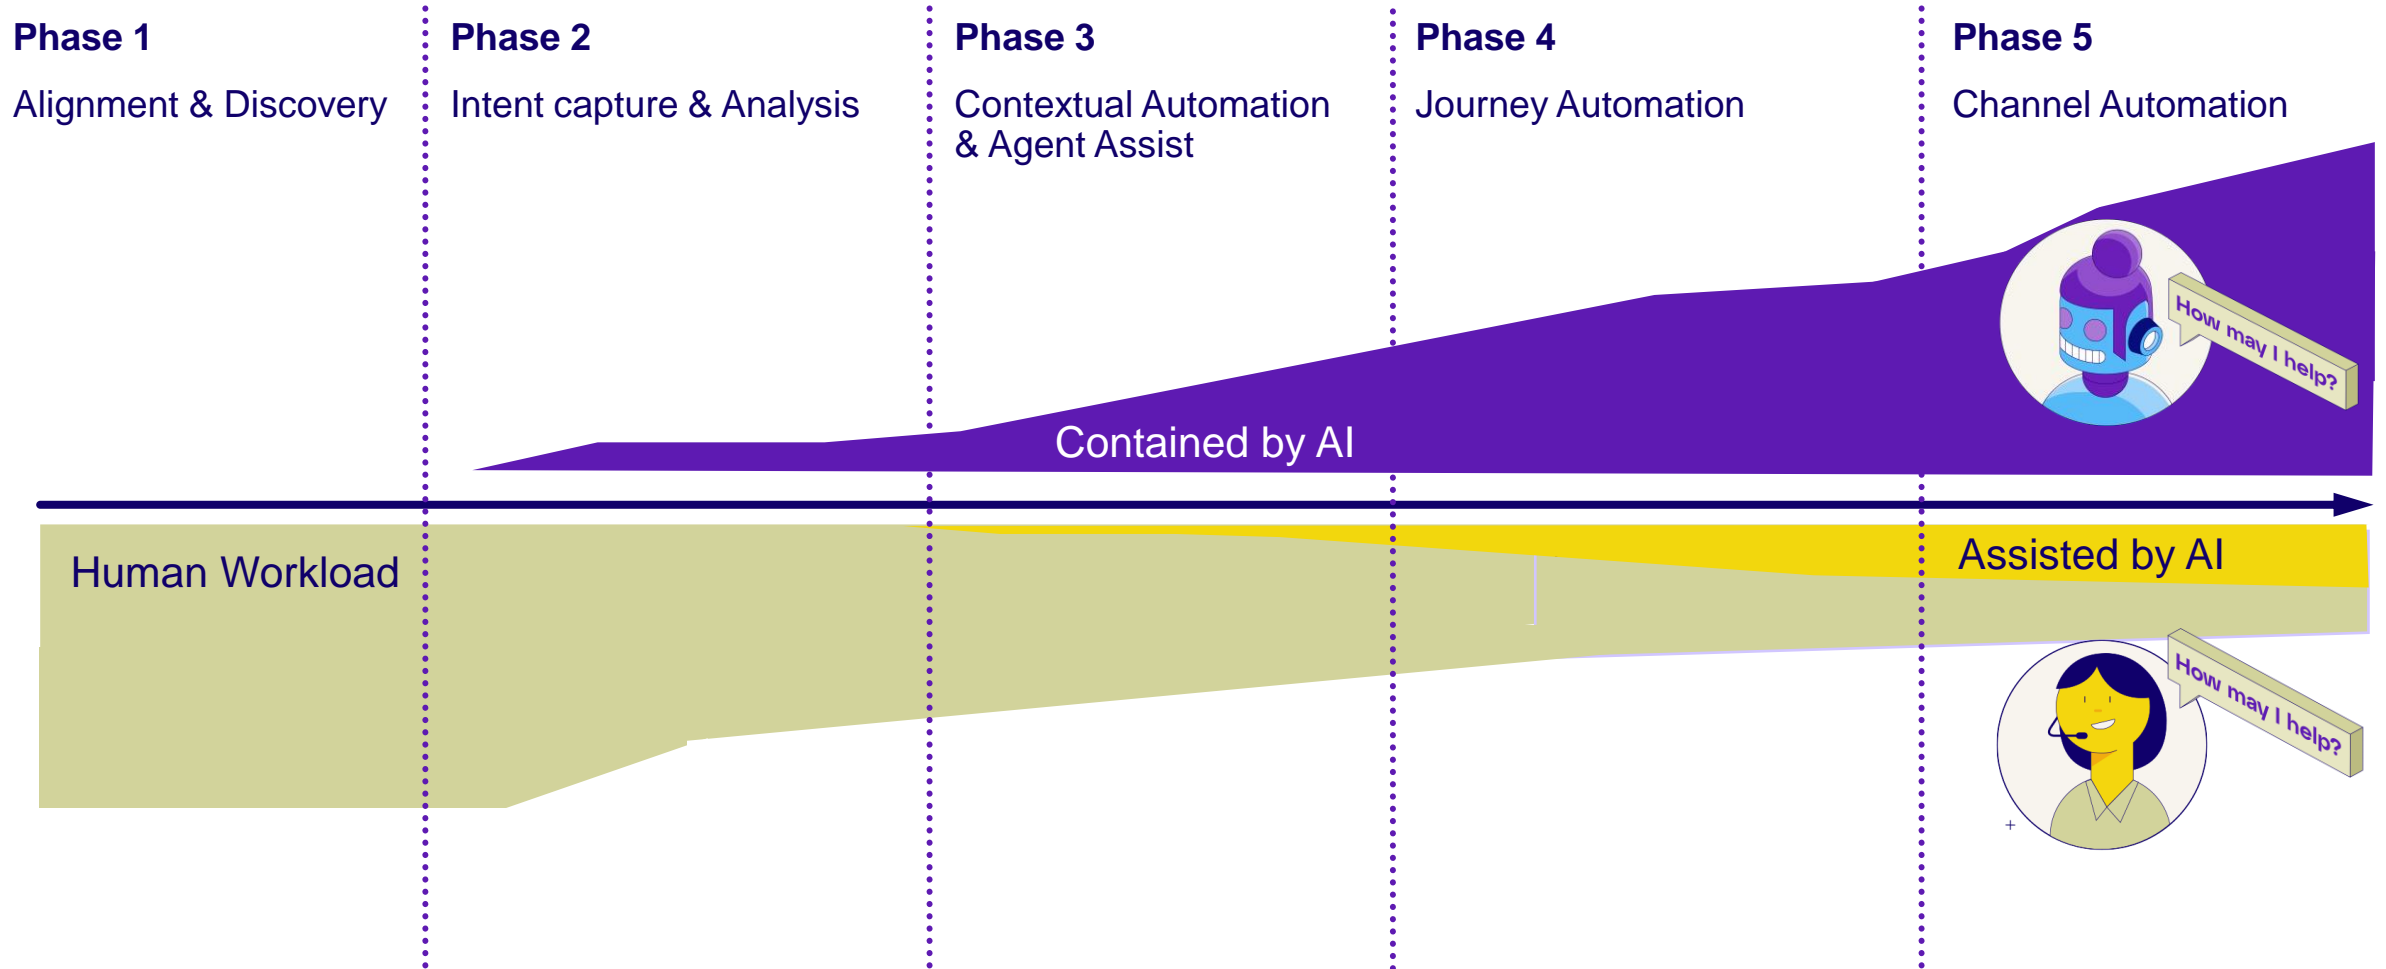 Phase 1
Alignment & Discovery
Phase 2
Intent capture & Analysis
Phase 3
Contextual Automation
& Agent Assist
Phase 4
Journey Automation
Phase 5
Channel Automation
How may I help?
Contained by AI
Human Workload
Assisted by AI
How may I help?